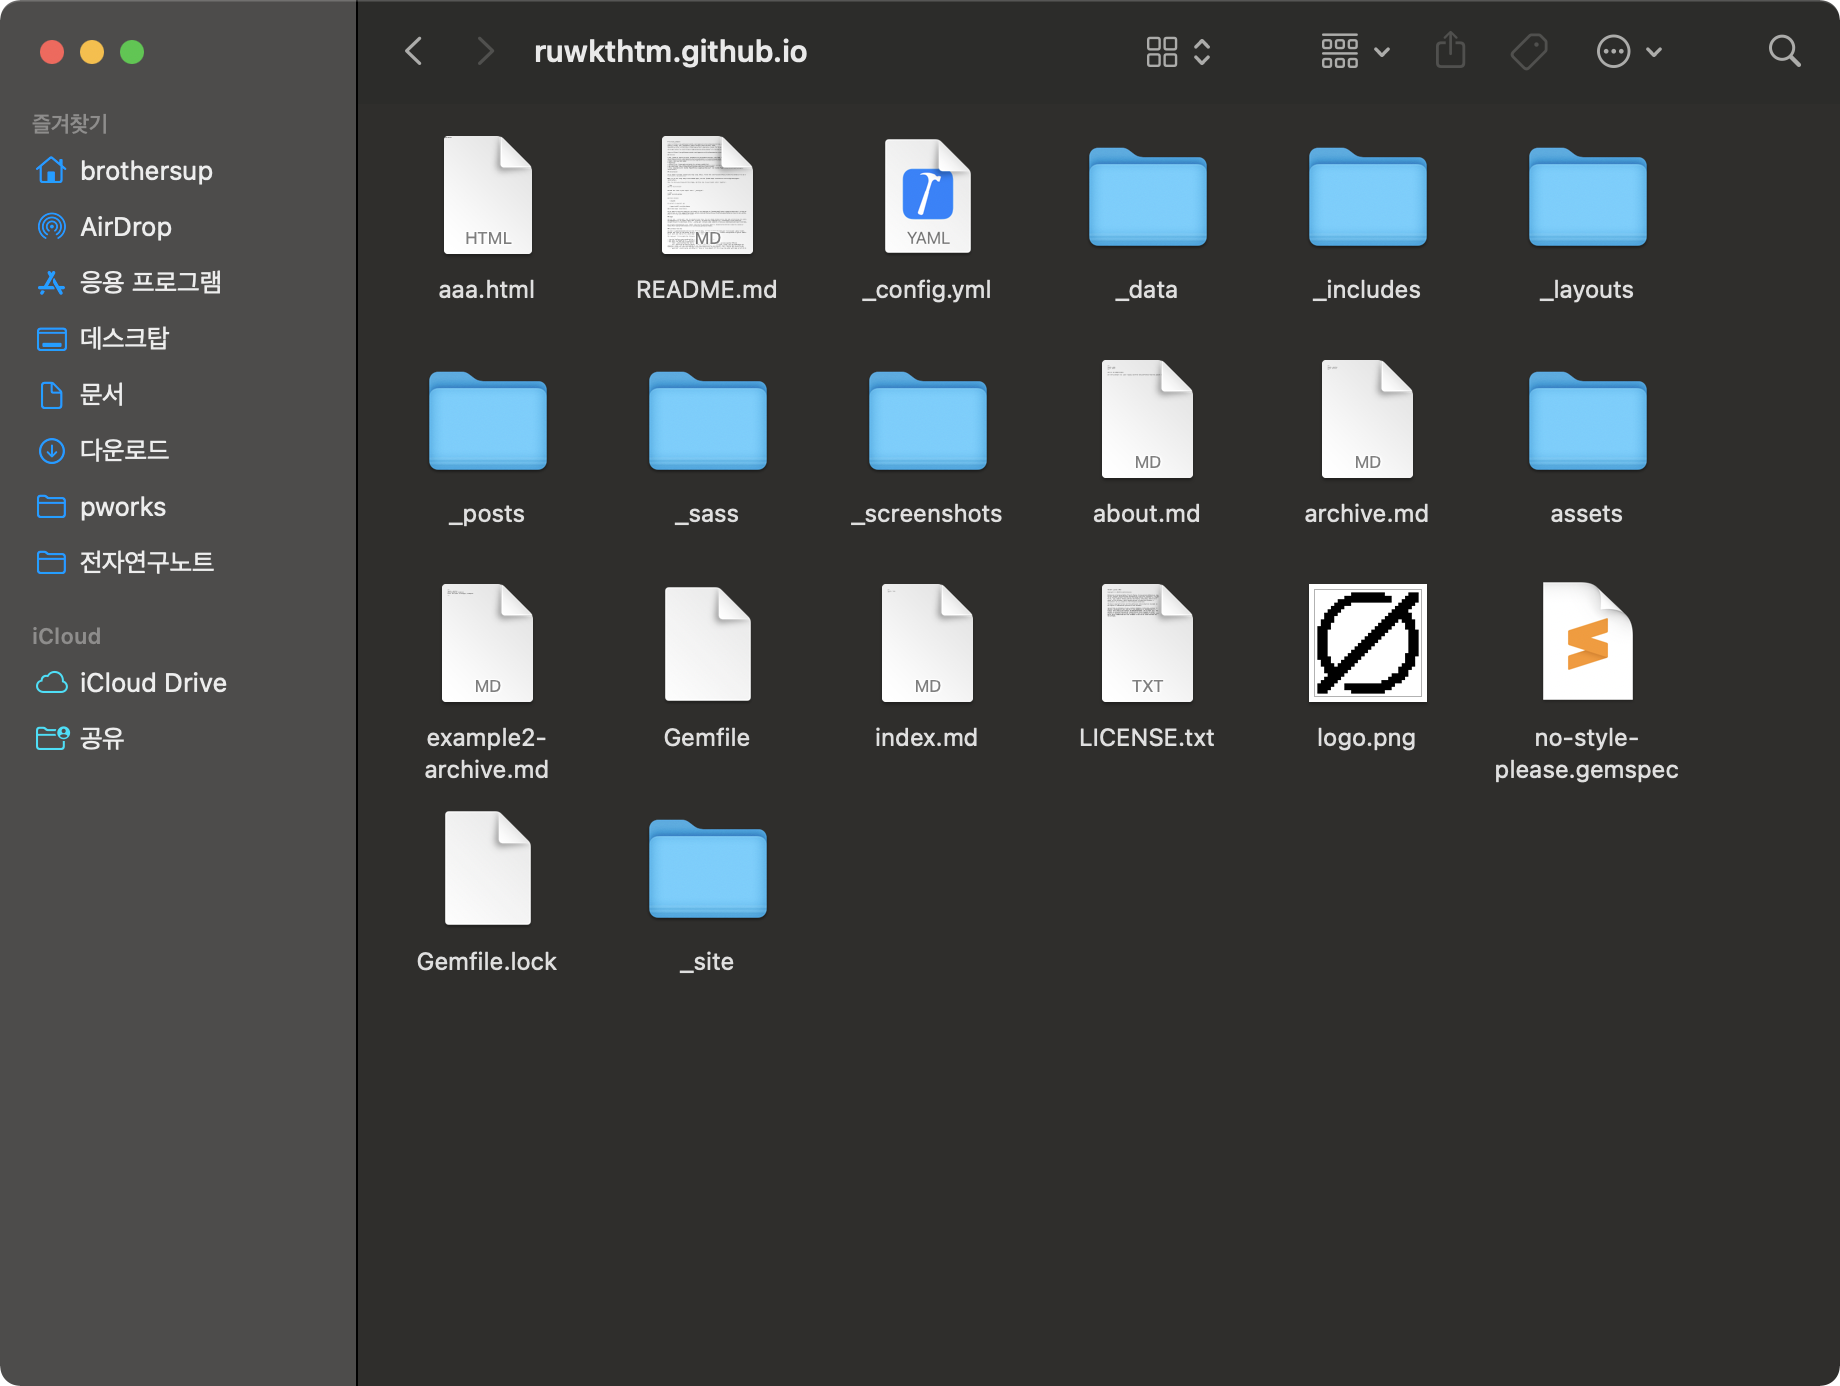 ruwkthtm.github.io
즐겨찾기
brothersup
AirDrop
응용 프로그램
데스크탑
문서
다운로드
pworks
전자연구노트
iCloud
iCloud Drive
공유
HTML
MD
YAML
aaa.html
README.md
_config.yml
_data
_includes
_layouts
MD
MD
_posts
_sass
_screenshots
about.md
archive.md
assets
MD
MD
TXT
example2-
archive.md
Gemfile
index.md
LICENSE.txt
logo.png
no-style-
please.gemspec
Gemfile.lock
_site